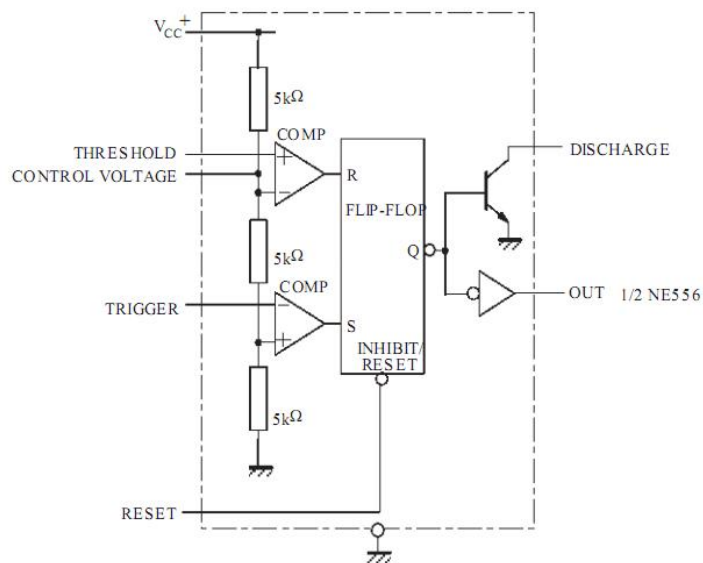 VCC+
5kΩ
COMP
THRESHOLD
+
CONTROL VOLTAGE
−
R
DISCHARGE
FLIP-FLOP
Q
5kΩ
COMP
TRIGGER
−
OUT 1/2 NE556
S
+
INHIBIT/
RESET
5kΩ
RESET